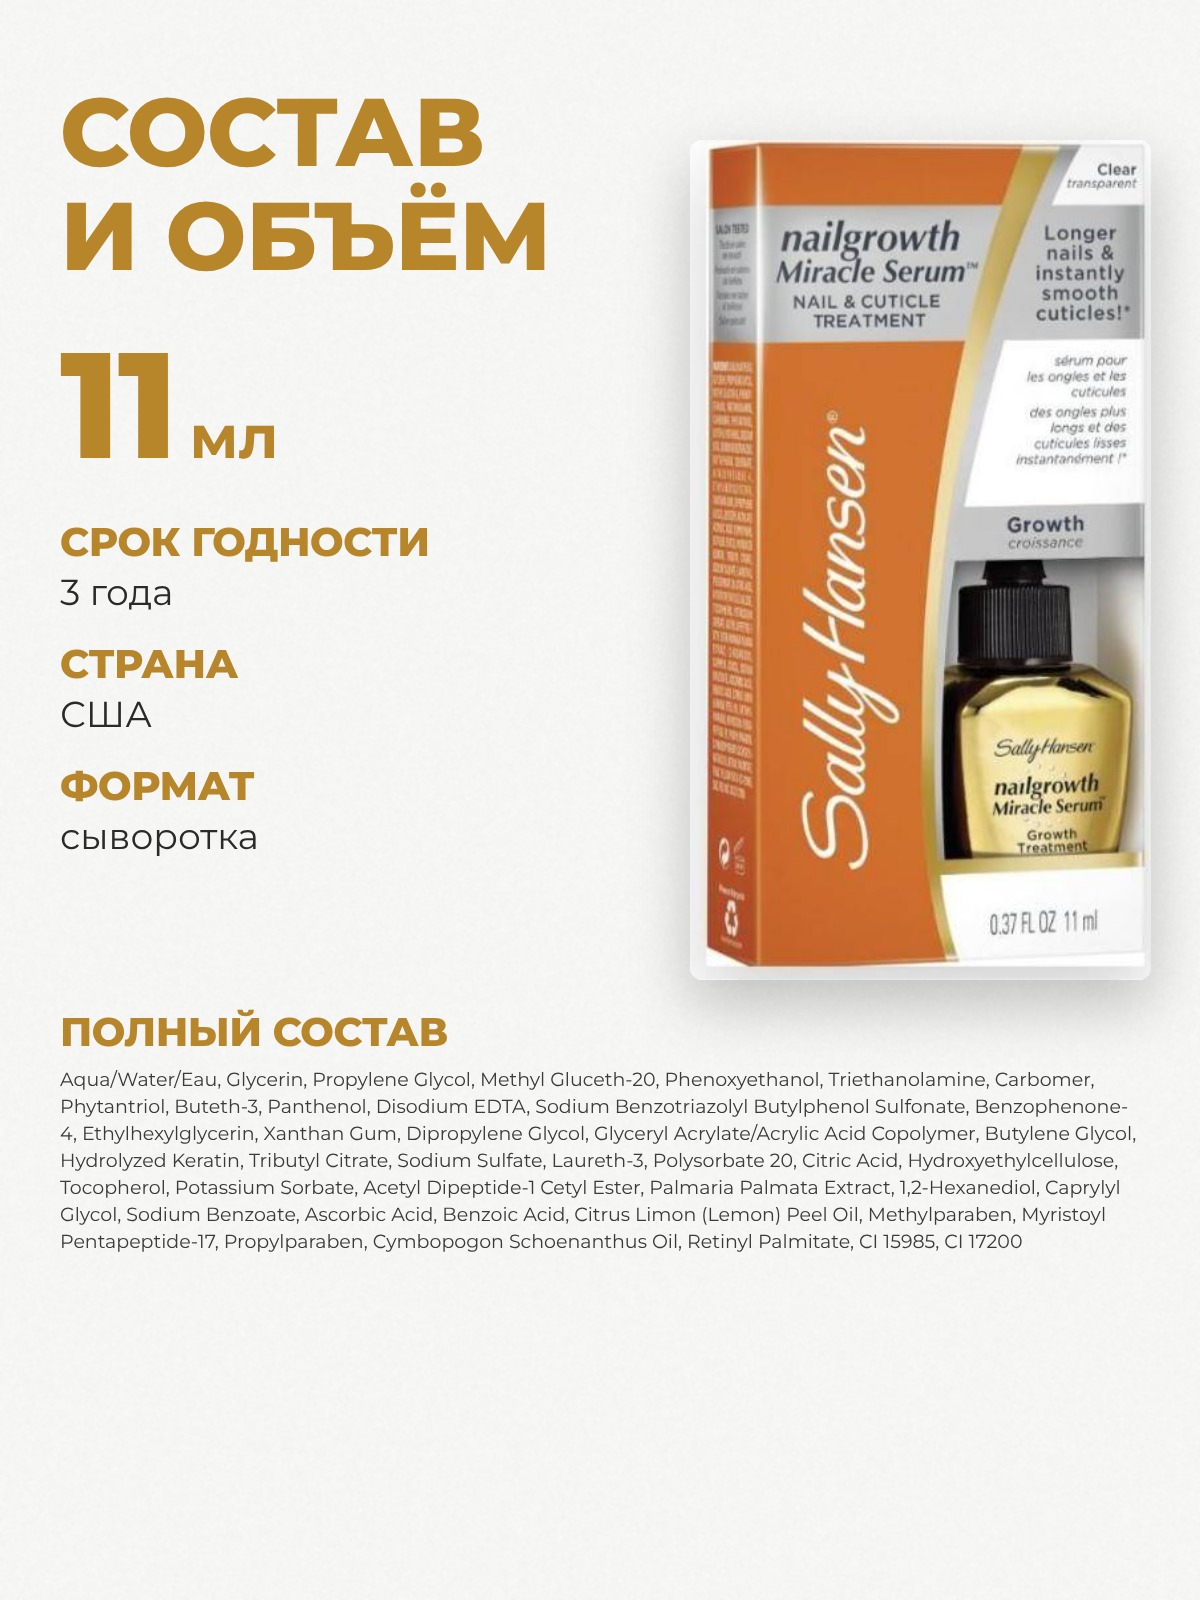 СОСТАВ
И ОБЪЁМ
11 мл
СРОК ГОДНОСТИ
3 года
СТРАНА
США
ФОРМАТ
сыворотка
Clear
transparent
nailgrowth
Miracle Serum™
NAIL & CUTICLE
TREATMENT
Longer
nails &
instantly
smooth
cuticles!*
sérum pour
les ongles et les
cuticules
des ongles plus
longs et des
cuticules lisses
instantanément !*
Growth
croissance
Sally Hansen®
Sally Hansen
nailgrowth
Miracle Serum™
Growth
Treatment
0.37 FL OZ 11 ml
ПОЛНЫЙ СОСТАВ
Aqua/Water/Eau, Glycerin, Propylene Glycol, Methyl Gluceth-20, Phenoxyethanol, Triethanolamine, Carbomer,
Phytantriol, Buteth-3, Panthenol, Disodium EDTA, Sodium Benzotriazolyl Butylphenol Sulfonate, Benzophenone-
4, Ethylhexylglycerin, Xanthan Gum, Dipropylene Glycol, Glyceryl Acrylate/Acrylic Acid Copolymer, Butylene Glycol,
Hydrolyzed Keratin, Tributyl Citrate, Sodium Sulfate, Laureth-3, Polysorbate 20, Citric Acid, Hydroxyethylcellulose,
Tocopherol, Potassium Sorbate, Acetyl Dipeptide-1 Cetyl Ester, Palmaria Palmata Extract, 1,2-Hexanediol, Caprylyl
Glycol, Sodium Benzoate, Ascorbic Acid, Benzoic Acid, Citrus Limon (Lemon) Peel Oil, Methylparaben, Myristoyl
Pentapeptide-17, Propylparaben, Cymbopogon Schoenanthus Oil, Retinyl Palmitate, CI 15985, CI 17200